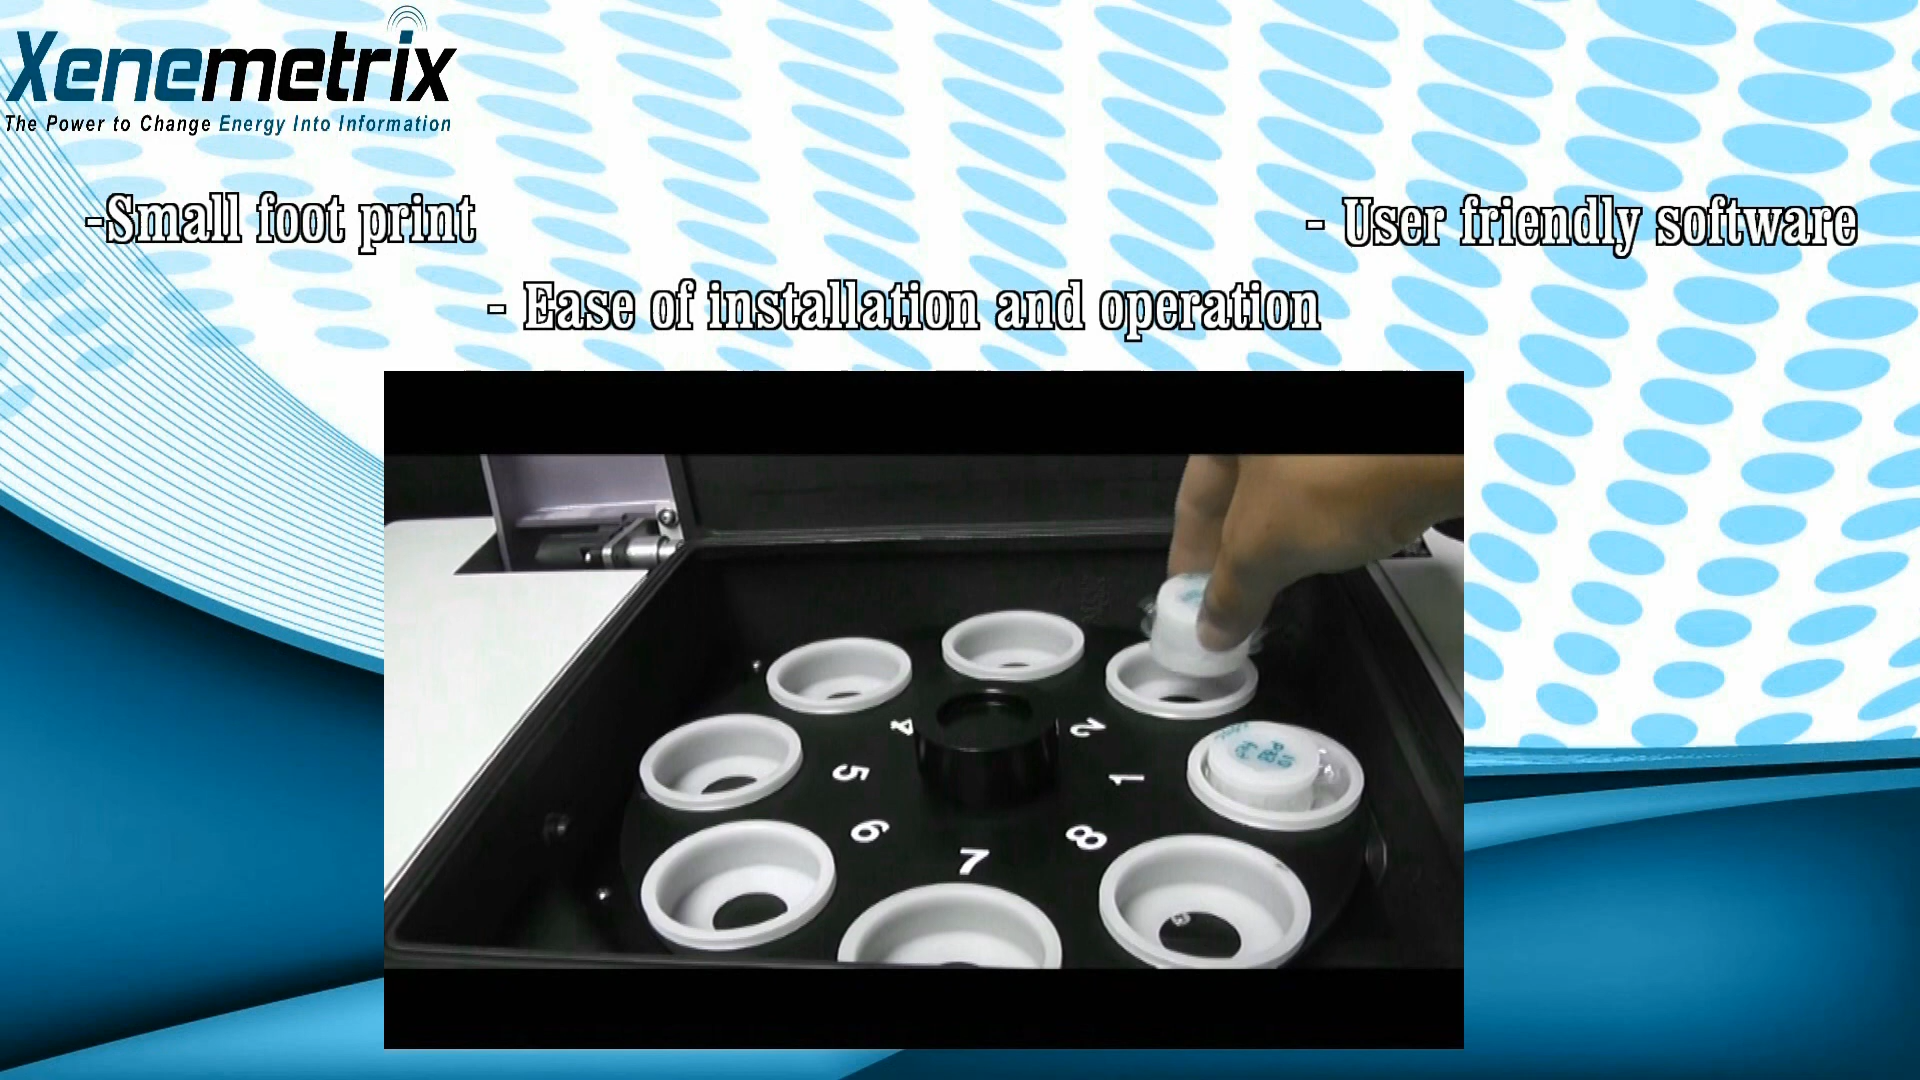 Xenemetrix
The Power to Change Energy Into Information
-Small foot print
- User friendly software
- Ease of installation and operation
4
2
5
1
6
8
7